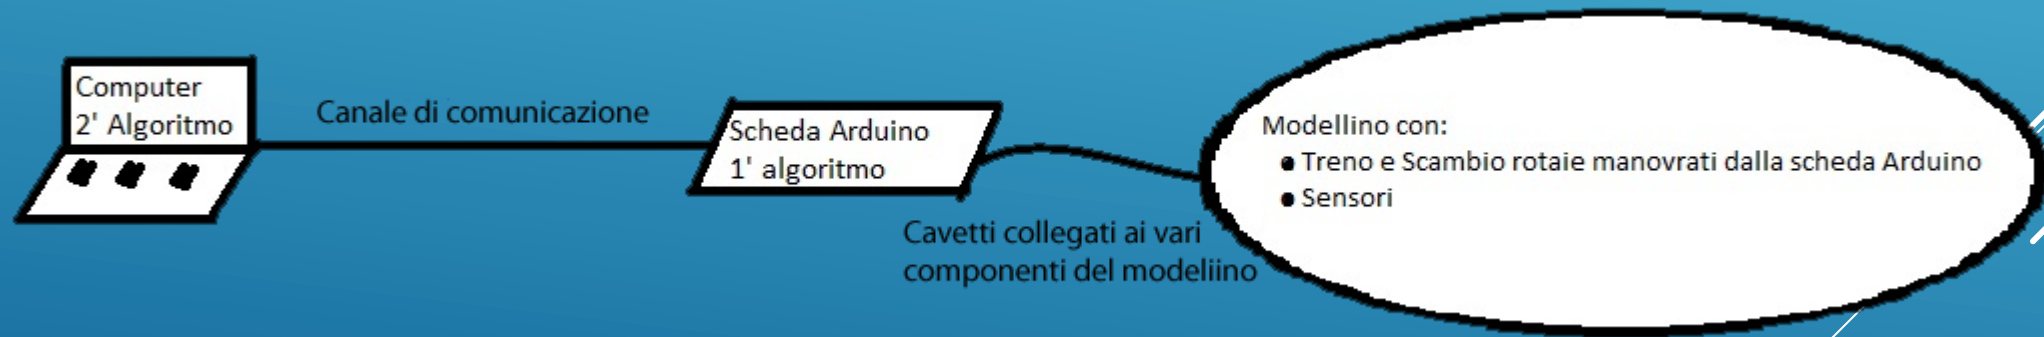 Computer
2' Algoritmo
Canale di comunicazione
Scheda Arduino
1' algoritmo
Cavetti collegati ai vari
componenti del modeliino
Modellino con:
● Treno e Scambio rotaie manovrati dalla scheda Arduino
● Sensori